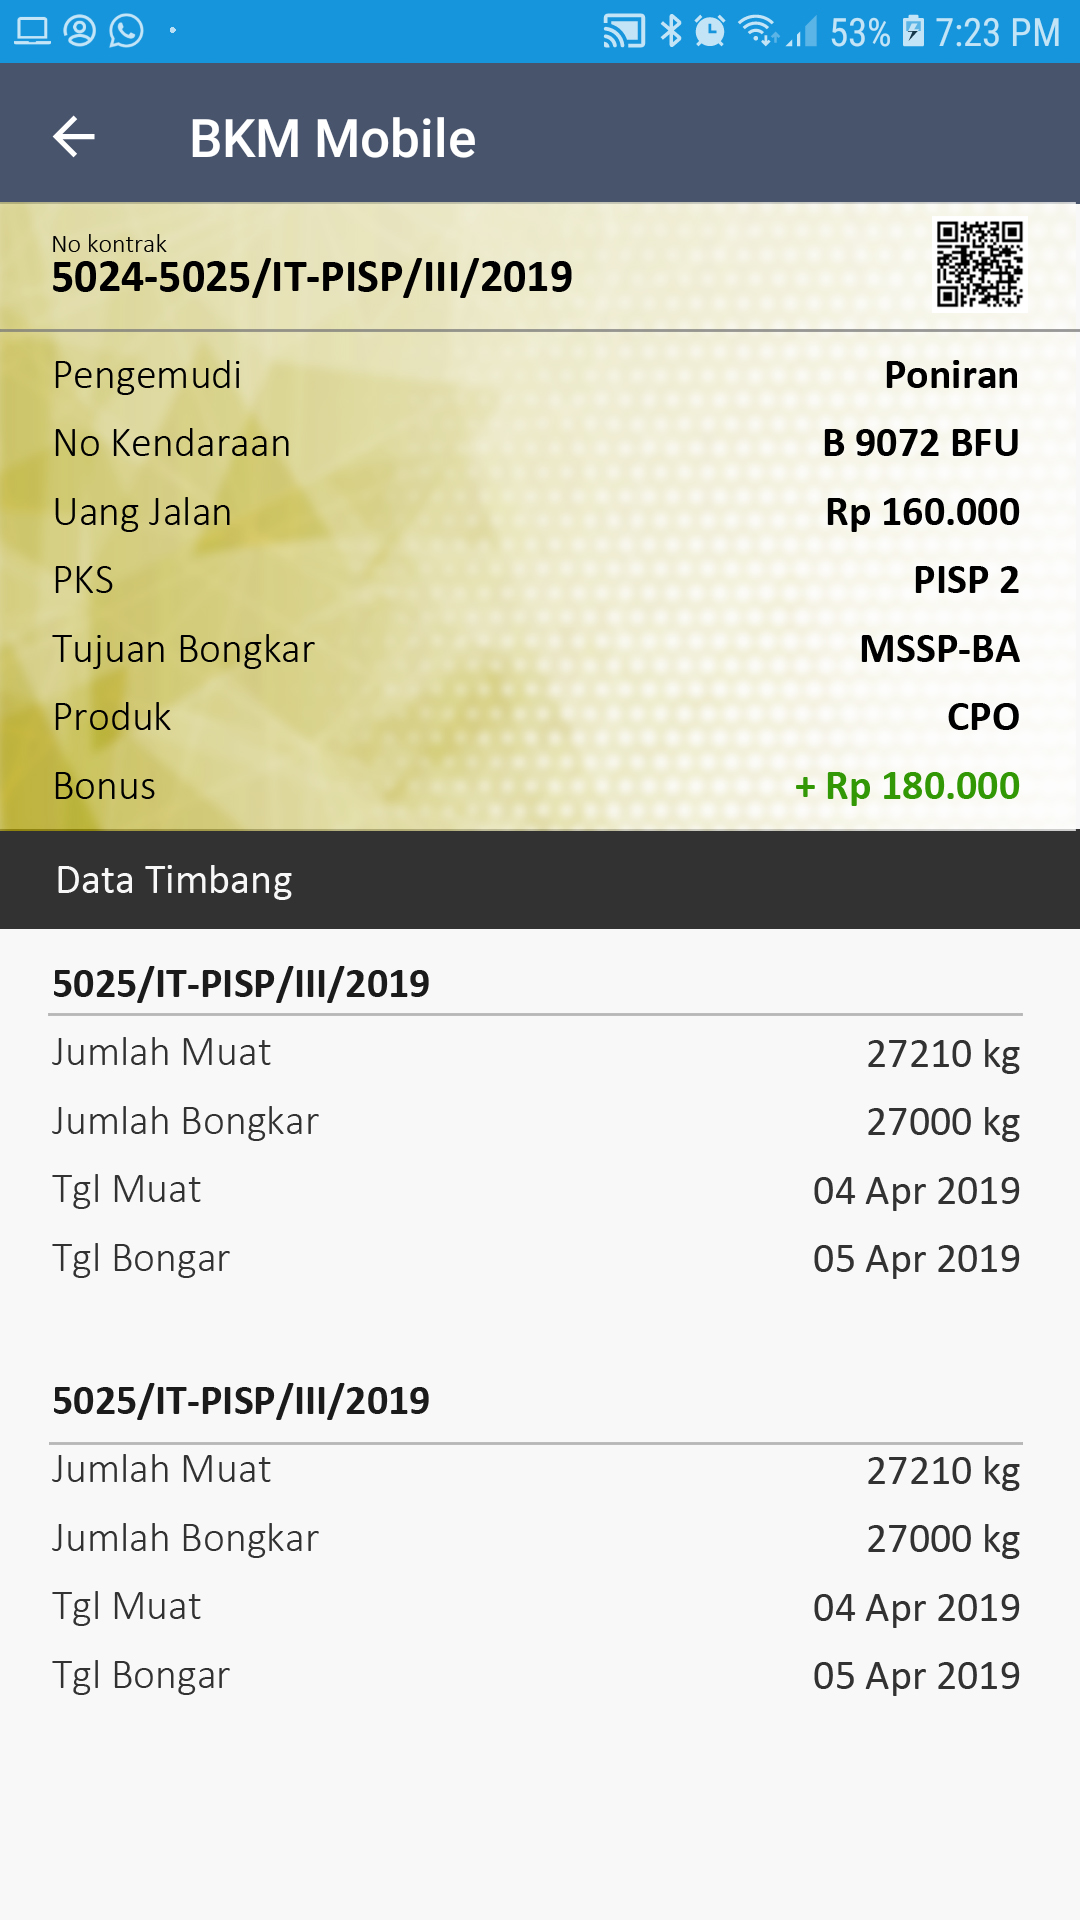 53% 7:23 PM
BKM Mobile
No kontrak
5024-5025/IT-PISP/III/2019
Pengemudi Poniran
No Kendaraan B 9072 BFU
Uang Jalan Rp 160.000
PKS PISP 2
Tujuan Bongkar MSSP-BA
Produk CPO
Bonus + Rp 180.000
Data Timbang
5025/IT-PISP/III/2019
Jumlah Muat 27210 kg
Jumlah Bongkar 27000 kg
Tgl Muat 04 Apr 2019
Tgl Bongar 05 Apr 2019
5025/IT-PISP/III/2019
Jumlah Muat 27210 kg
Jumlah Bongkar 27000 kg
Tgl Muat 04 Apr 2019
Tgl Bongar 05 Apr 2019